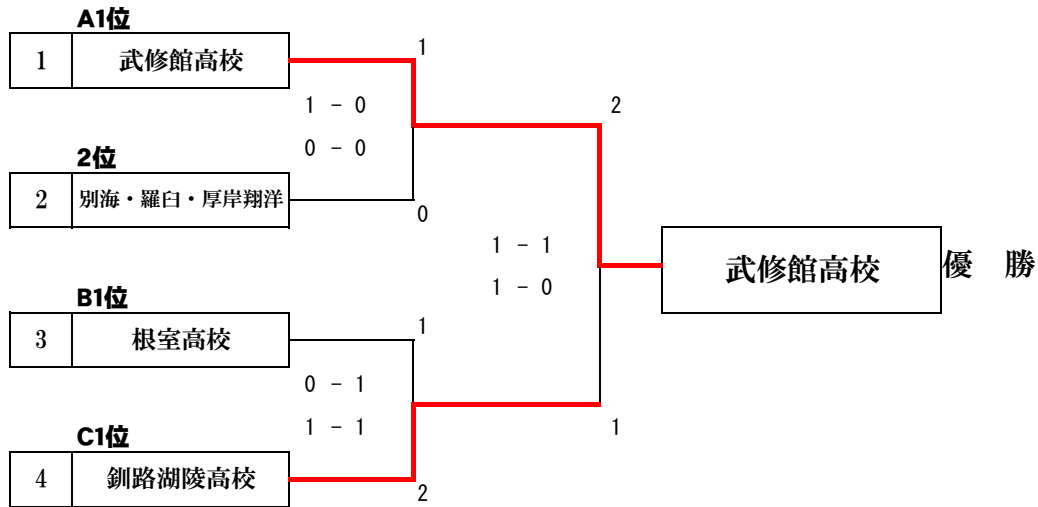 A1位
1 武修館高校
1
1 - 0
0 - 0
2
2位
2 別海・羅臼・厚岸翔洋
0
1 - 1
1 - 0
武修館高校 優 勝
B1位
3 根室高校
1
0 - 1
1 - 1
1
C1位
4 釧路湖陵高校
2